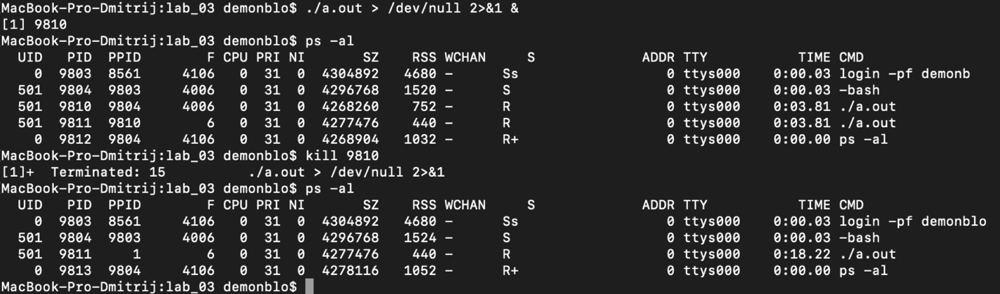 MacBook-Pro-Dmitrij:lab_03 demonblo$ ./a.out > /dev/null 2>&1 &
[1] 9810
MacBook-Pro-Dmitrij:lab_03 demonblo$ ps -al
  UID   PID  PPID        F CPU PRI NI       SZ    RSS WCHAN     S             ADDR TTY           TIME CMD
    0  9803  8561     4106   0  31  0  4304892   4680 -      Ss                  0 ttys000    0:00.03 login -pf demonb
  501  9804  9803     4006   0  31  0  4296768   1520 -      S                   0 ttys000    0:00.03 -bash
  501  9810  9804     4006   0  31  0  4268260    752 -      R                   0 ttys000    0:03.81 ./a.out
  501  9811  9810        6   0  31  0  4277476    440 -      R                   0 ttys000    0:03.81 ./a.out
    0  9812  9804     4106   0  31  0  4268904   1032 -      R+                  0 ttys000    0:00.00 ps -al
MacBook-Pro-Dmitrij:lab_03 demonblo$ kill 9810
[1]+  Terminated: 15          ./a.out > /dev/null 2>&1
MacBook-Pro-Dmitrij:lab_03 demonblo$ ps -al
  UID   PID  PPID        F CPU PRI NI       SZ    RSS WCHAN     S             ADDR TTY           TIME CMD
    0  9803  8561     4106   0  31  0  4304892   4680 -      Ss                  0 ttys000    0:00.03 login -pf demonblo
  501  9804  9803     4006   0  31  0  4296768   1524 -      S                   0 ttys000    0:00.03 -bash
  501  9811     1        6   0  31  0  4277476    440 -      R                   0 ttys000    0:18.22 ./a.out
    0  9813  9804     4106   0  31  0  4278116   1052 -      R+                  0 ttys000    0:00.00 ps -al
MacBook-Pro-Dmitrij:lab_03 demonblo$